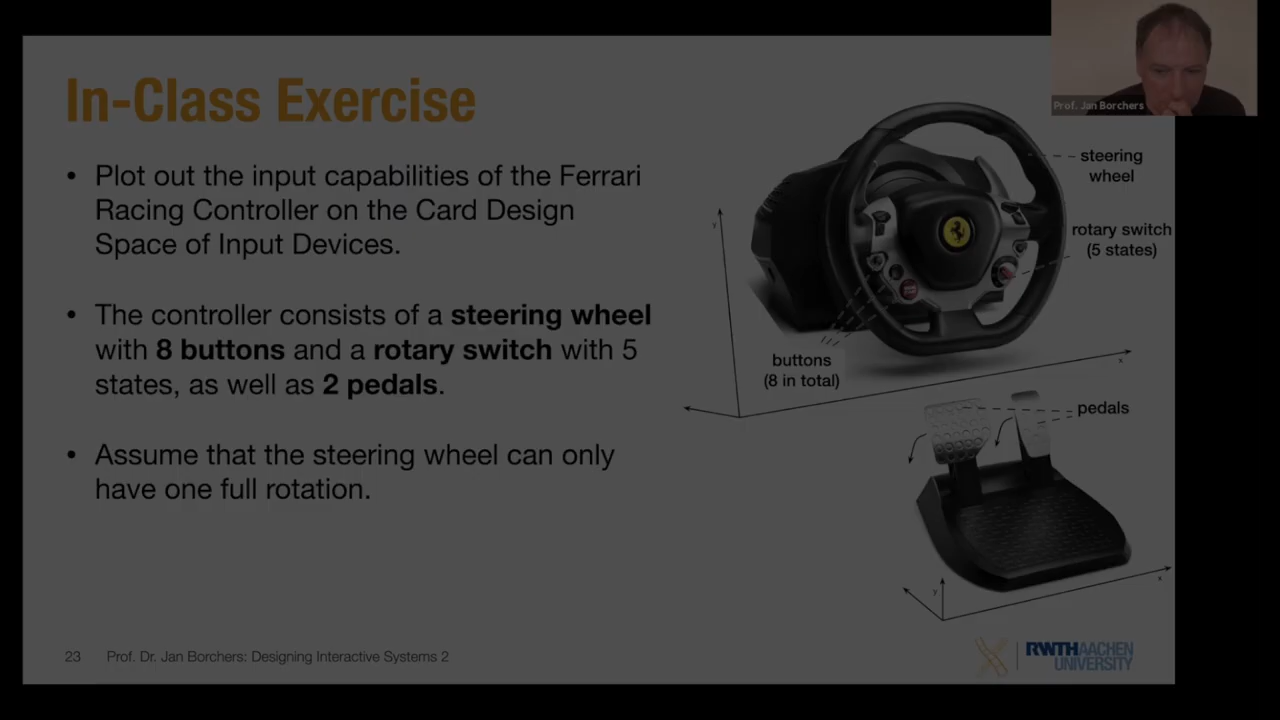 Prof. Jan Borchers
In-Class Exercise
• Plot out the input capabilities of the Ferrari
Racing Controller on the Card Design
Space of Input Devices.
• The controller consists of a steering wheel
with 8 buttons and a rotary switch with 5
states, as well as 2 pedals.
• Assume that the steering wheel can only
have one full rotation.
steering
wheel
rotary switch
(5 states)
y
x
buttons
(8 in total)
pedals
y
x
23 Prof. Dr. Jan Borchers: Designing Interactive Systems 2
RWTHAACHEN
UNIVERSITY